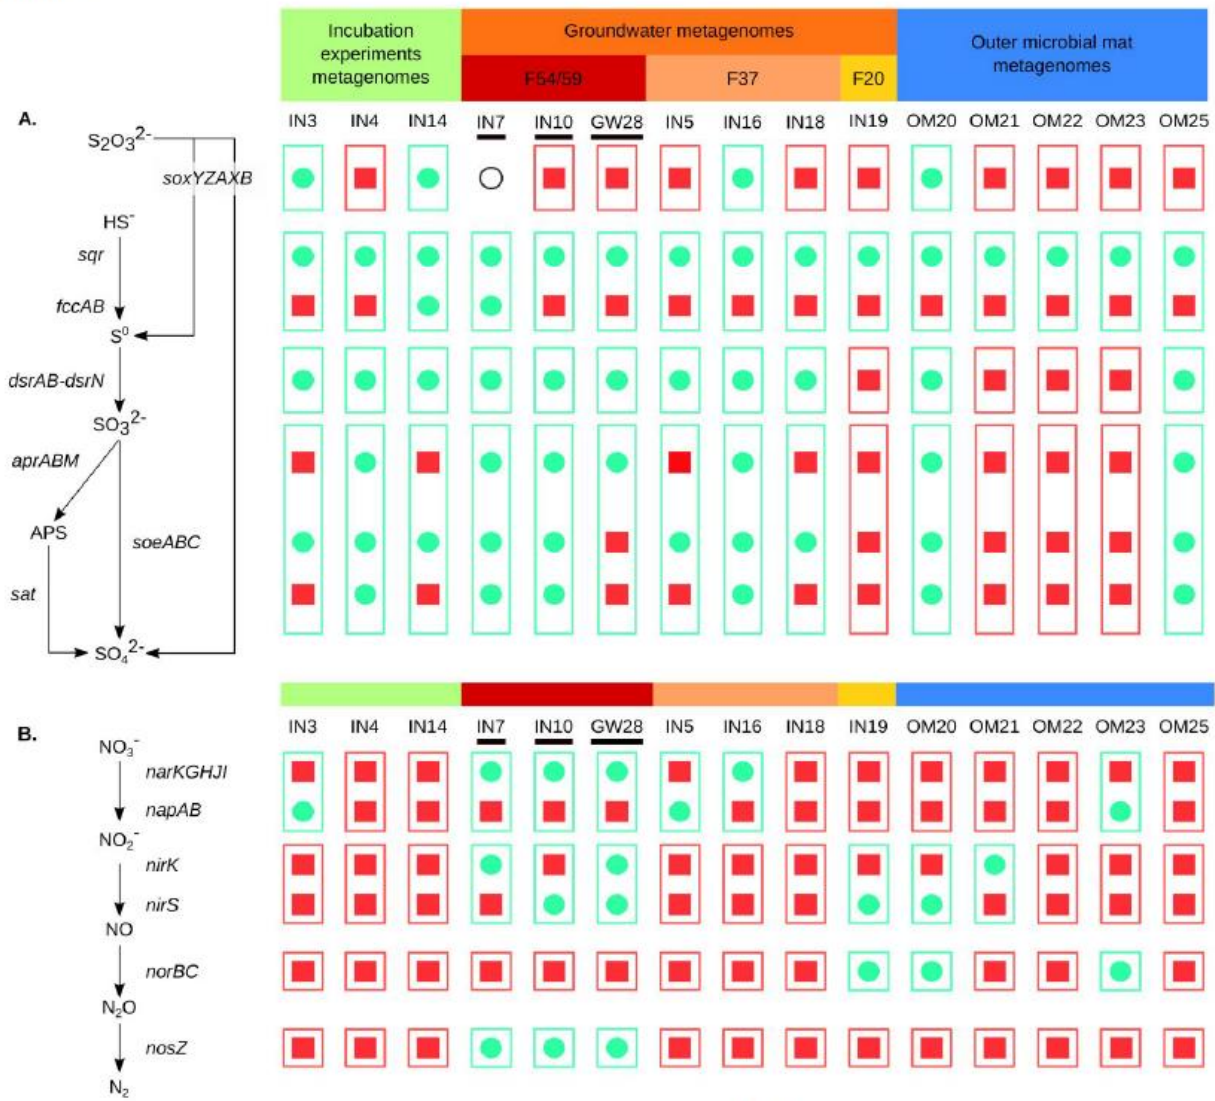 Incubation
experiments
metagenomes
Groundwater metagenomes
Outer microbial mat
metagenomes
F54/59 F37 F20
A.
IN3 IN4 IN14 IN7 IN10 GW28 IN5 IN16 IN18 IN19 OM20 OM21 OM22 OM23 OM25
S₂O₃²⁻
soxYZAXB
HS⁻
sqr
fccAB
S⁰
dsrAB-dsrN
SO₃²⁻
aprABM
APS
soeABC
sat
SO₄²⁻
B.
IN3 IN4 IN14 IN7 IN10 GW28 IN5 IN16 IN18 IN19 OM20 OM21 OM22 OM23 OM25
NO₃⁻
narKGHJI
napAB
NO₂⁻
nirK
nirS
NO
norBC
N₂O
nosZ
N₂